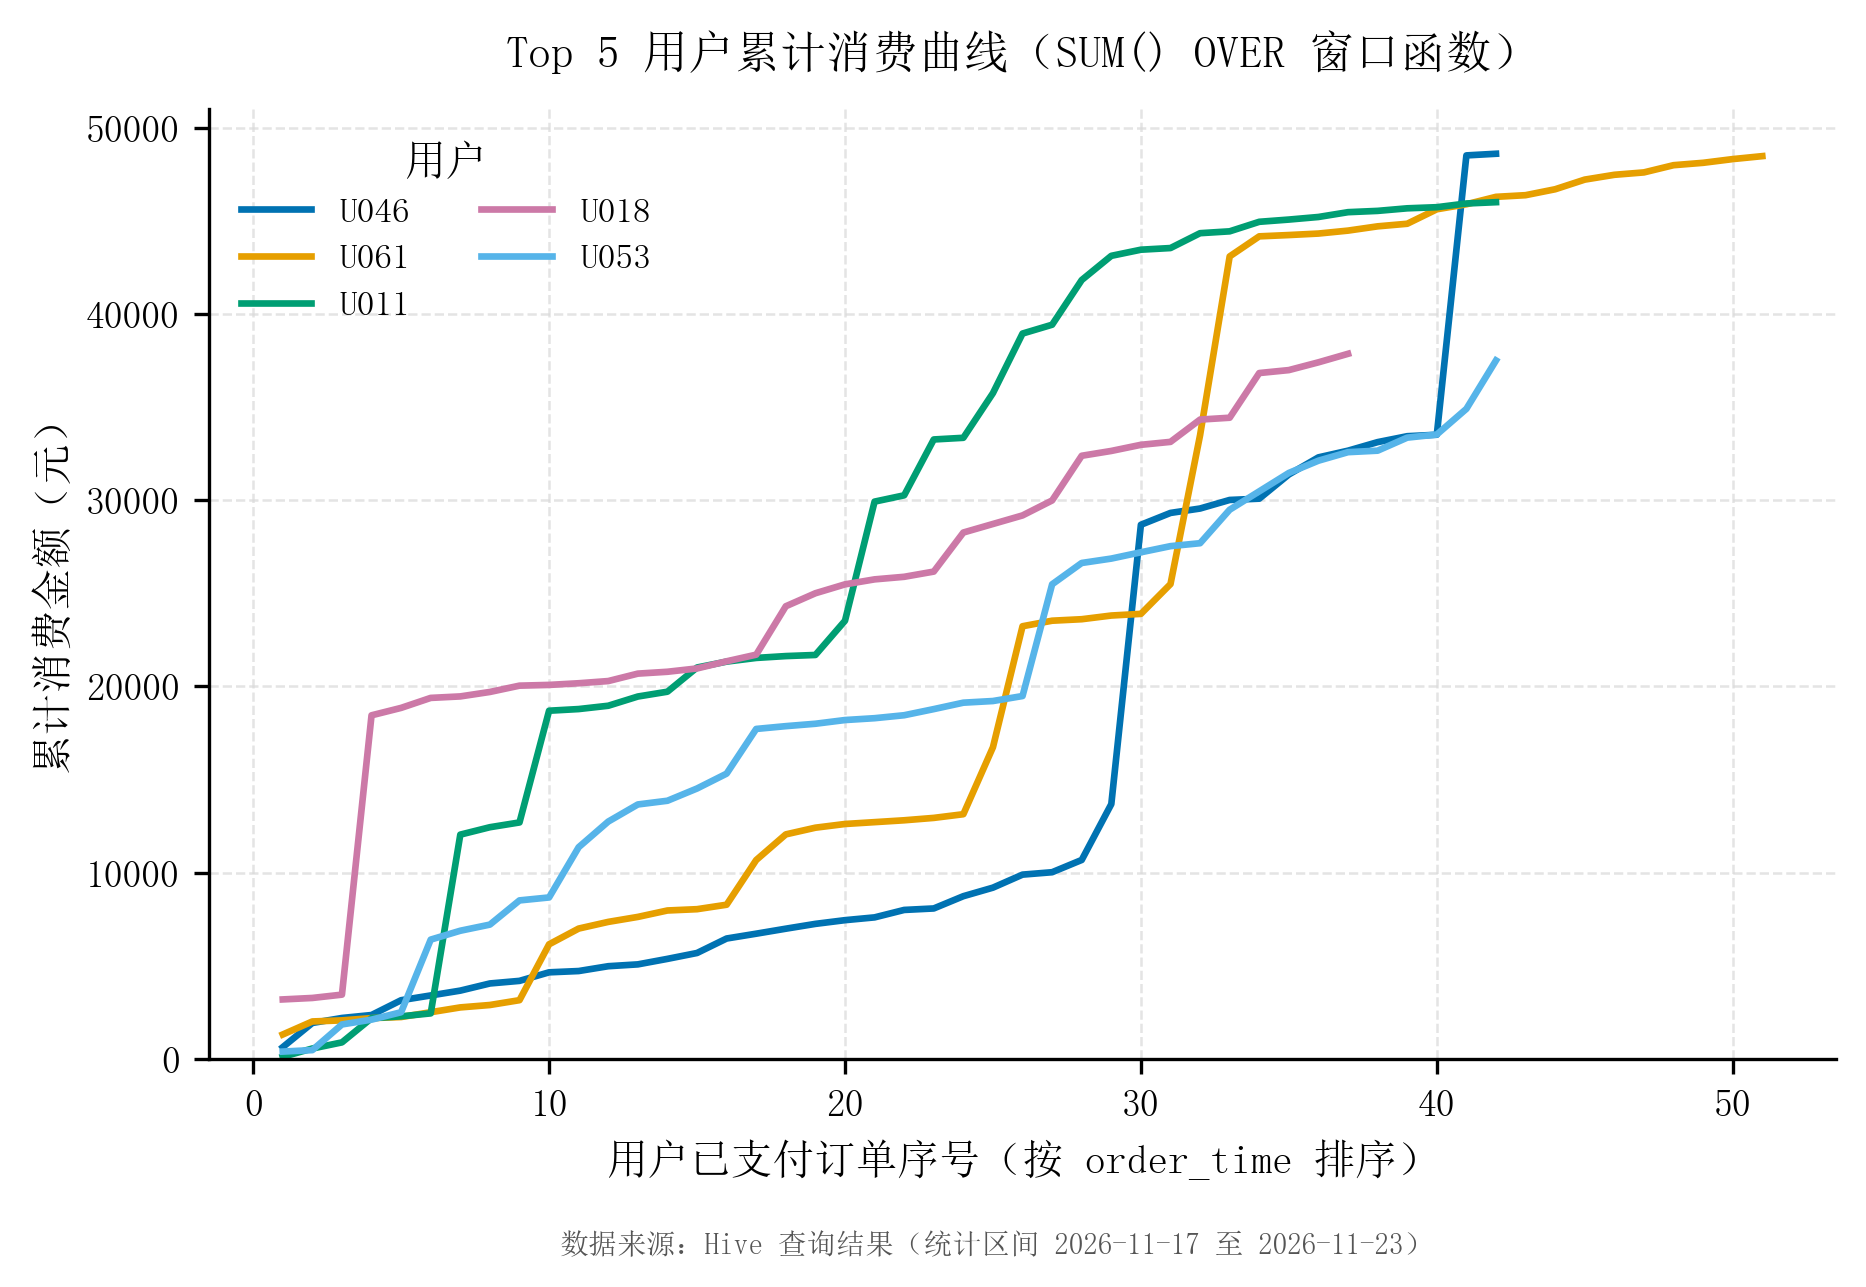 Top 5 用户累计消费曲线（SUM() OVER 窗口函数）
累计消费金额（元）
50000
40000
30000
20000
10000
0
用户
U046
U061
U011
U018
U053
0 10 20 30 40 50
用户已支付订单序号（按 order_time 排序）
数据来源：Hive 查询结果（统计区间 2026-11-17 至 2026-11-23）